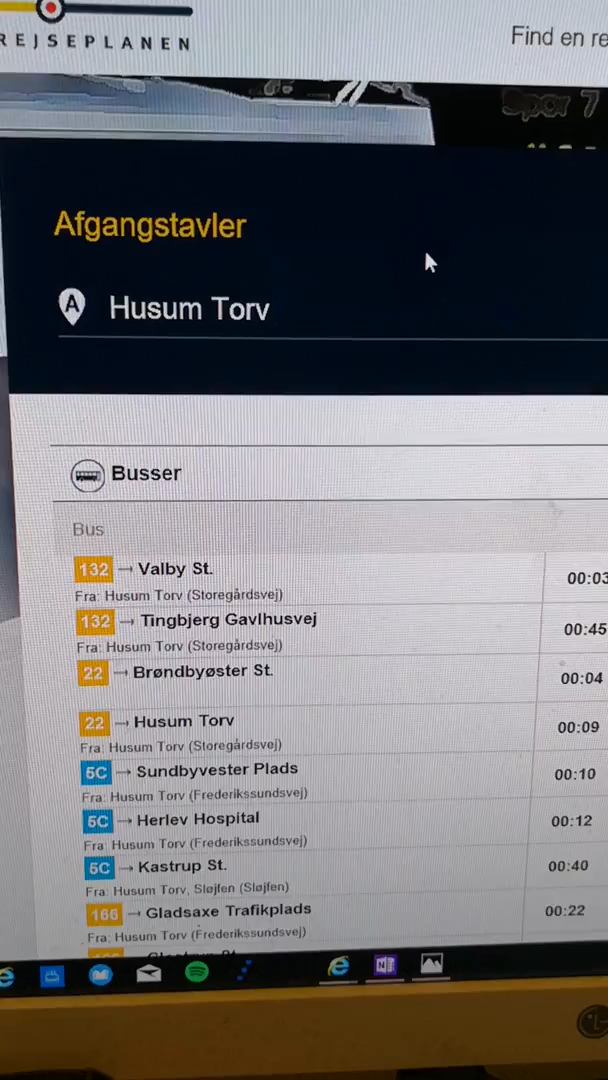 REJSEPLANEN
Find en re
Spor 7
Afgangstavler
A Husum Torv
Busser
Bus
132 → Valby St. 00:03
Fra: Husum Torv (Storegårdsvej)
132 → Tingbjerg Gavlhusvej 00:45
Fra: Husum Torv (Storegårdsvej)
22 → Brøndbyøster St. 00:04
22 → Husum Torv 00:09
Fra: Husum Torv (Storegårdsvej)
5C → Sundbyvester Plads 00:10
Fra: Husum Torv (Frederikssundsvej)
5C → Herlev Hospital 00:12
Fra: Husum Torv (Frederikssundsvej)
5C → Kastrup St. 00:40
Fra: Husum Torv, Sløjfen (Sløjfen)
166 → Gladsaxe Trafikplads 00:22
Fra: Husum Torv (Frederikssundsvej)
N
LG